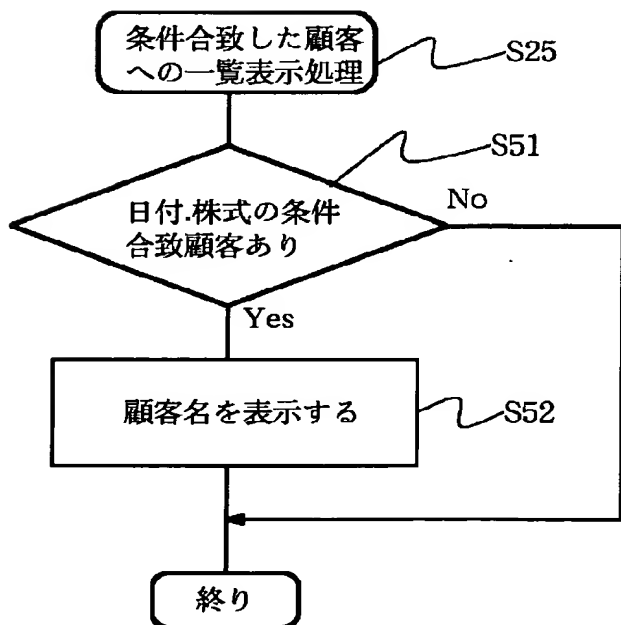 条件合致した顧客
への一覧表示処理
S25
S51
日付.株式の条件
合致顧客あり
No
Yes
顧客名を表示する
S52
終り